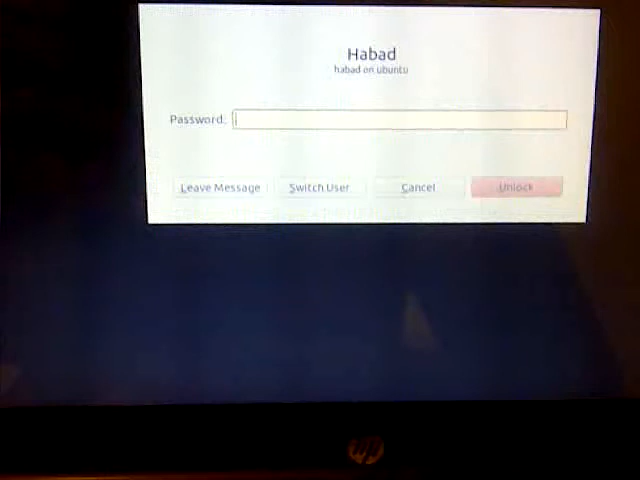 Habad
habad on ubuntu
Password:
Leave Message Switch User Cancel Unlock
hp